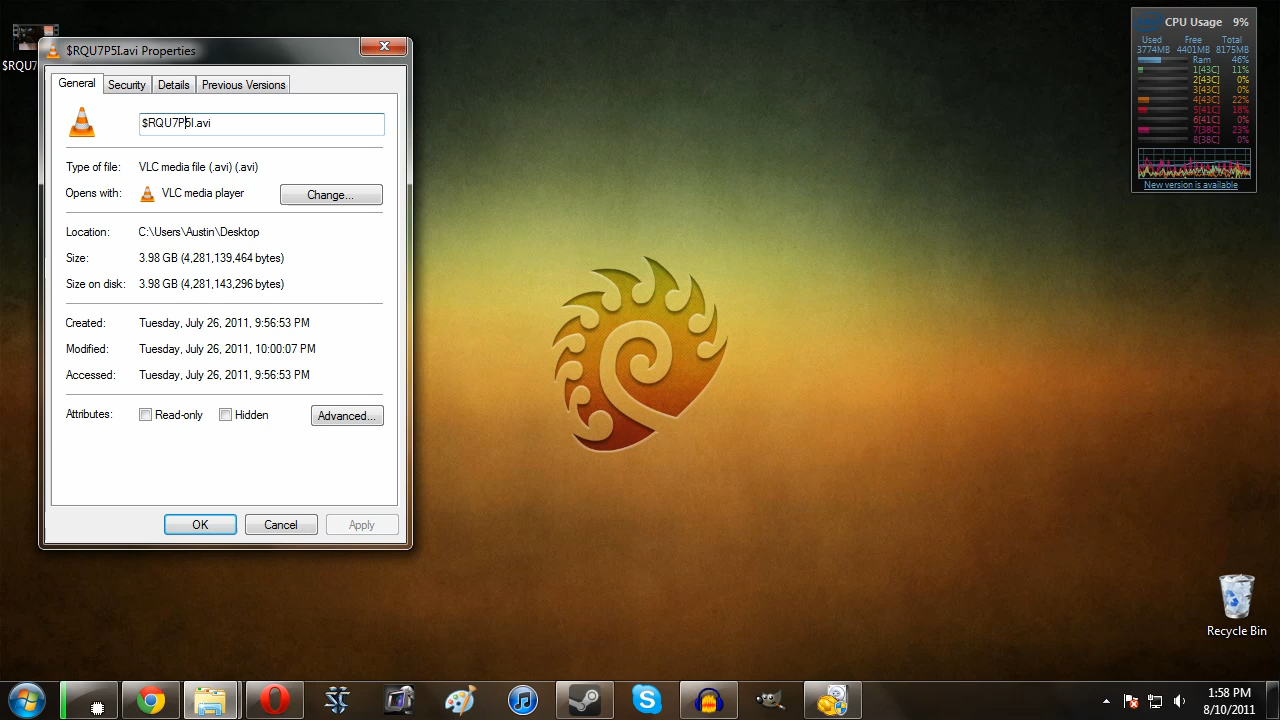 $RQU7
$RQU7P5I.avi Properties
General
Security
Details
Previous Versions
$RQU7P5I.avi
Type of file: VLC media file (.avi) (.avi)
Opens with: VLC media player
Change...
Location: C:\Users\Austin\Desktop
Size: 3.98 GB (4,281,139,464 bytes)
Size on disk: 3.98 GB (4,281,143,296 bytes)
Created: Tuesday, July 26, 2011, 9:56:53 PM
Modified: Tuesday, July 26, 2011, 10:00:07 PM
Accessed: Tuesday, July 26, 2011, 9:56:53 PM
Attributes: Read-only Hidden
Advanced...
OK
Cancel
Apply
CPU Usage 9%
Used Free Total
3774MB 4401MB 8175MB
Ram 46%
1[43C] 11%
2[43C] 0%
3[43C] 0%
4[43C] 22%
5[41C] 18%
6[41C] 0%
7[38C] 23%
8[38C] 0%
New version is available
Recycle Bin
1:58 PM
8/10/2011